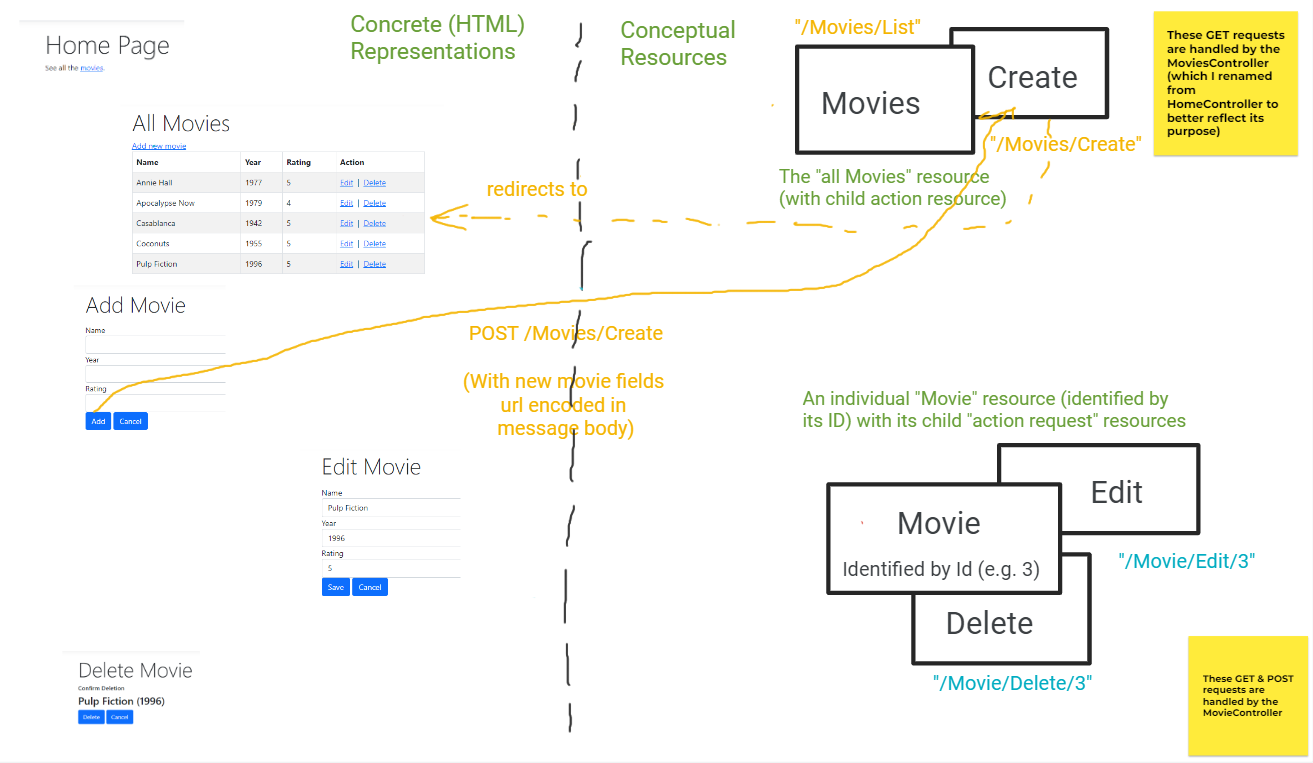 Home Page
See all the movies.
Concrete (HTML)
Representations
Conceptual
Resources
"/Movies/List"
Movies
Create
"/Movies/Create"
The "all Movies" resource
(with child action resource)
These GET requests
are handled by the
MoviesController
(which I renamed
from
HomeController to
better reflect its
purpose)
All Movies
Add new movie
Name Year Rating Action
Annie Hall 1977 5 Edit | Delete
Apocalypse Now 1979 4 Edit | Delete
Casablanca 1942 5 Edit | Delete
Coconuts 1955 5 Edit | Delete
Pulp Fiction 1996 5 Edit | Delete
redirects to
Add Movie
Name
Year
Rating
Add Cancel
POST /Movies/Create
(With new movie fields
url encoded in
message body)
An individual "Movie" resource (identified by
its ID) with its child "action request" resources
Edit Movie
Name
Pulp Fiction
Year
1996
Rating
5
Save Cancel
Edit
Movie
Identified by Id (e.g. 3)
"/Movie/Edit/3"
Delete
"/Movie/Delete/3"
Delete Movie
Confirm Deletion
Pulp Fiction (1996)
Delete Cancel
These GET & POST
requests are
handled by the
MovieController